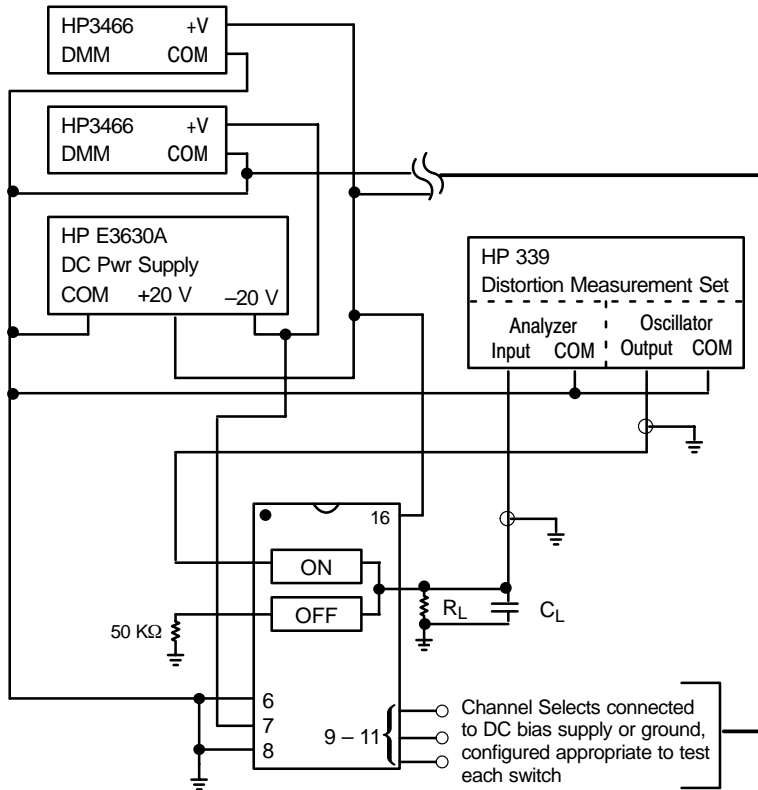 HP3466 +V
DMM COM
HP3466 +V
DMM COM
HP E3630A
DC Pwr Supply
COM +20 V –20 V
HP 339
Distortion Measurement Set
Analyzer
Input COM
Oscillator
Output COM
16
ON
OFF
50 KΩ
RL
CL
6
7
8
9 – 11
Channel Selects connected
to DC bias supply or ground,
configured appropriate to test
each switch